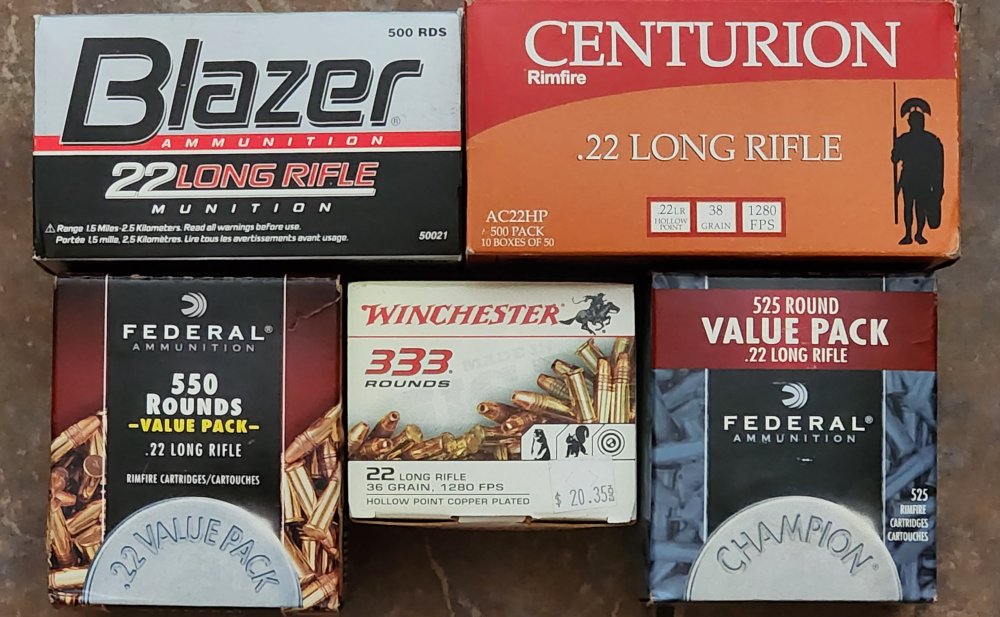 500 RDS
Blazer®
AMMUNITION
22 LONG RIFLE
MUNITION
⚠ Range 1.5 Miles-2.5 Kilometers. Read all warnings before use.
Portée 1.5 mille, 2.5 Kilomètres. Lire tous les avertissements avant usage.
50021
CENTURION
Rimfire
.22 LONG RIFLE
AC22HP
500 PACK
10 BOXES OF 50
.22LR
HOLLOW
POINT
38
GRAIN
1280
FPS
FEDERAL®
AMMUNITION
550
ROUNDS
-VALUE PACK-
.22 LONG RIFLE
RIMFIRE CARTRIDGES/CARTOUCHES
.22 VALUE PACK
WINCHESTER®
333®
ROUNDS
22 LONG RIFLE
36 GRAIN, 1280 FPS
HOLLOW POINT COPPER PLATED
$ 20.35
525 ROUND
VALUE PACK
.22 LONG RIFLE
FEDERAL®
AMMUNITION
525
RIMFIRE
CARTRIDGES
CARTOUCHES
CHAMPION®